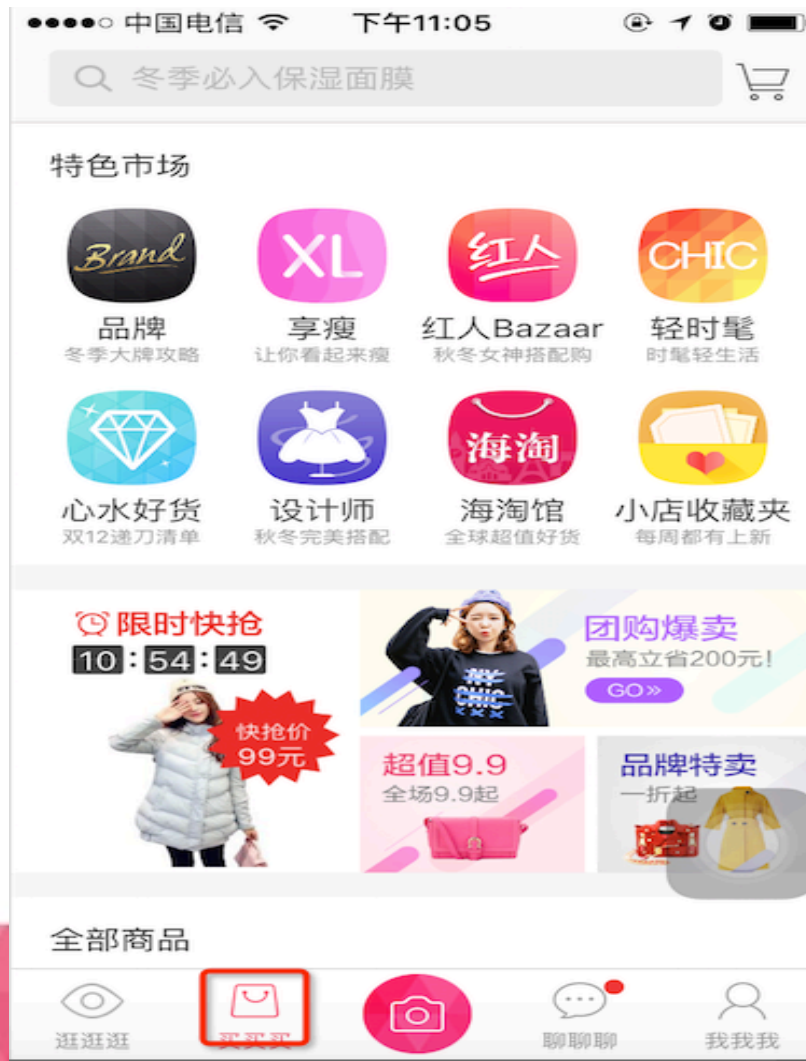 中国电信 下午11:05
冬季必入保湿面膜
特色市场
Brand XL 红人 CHIC
品牌 享瘦 红人Bazaar 轻时髦
冬季大牌攻略 让你看起来瘦 秋冬女神搭配购 时髦轻生活
海淘
心水好货 设计师 海淘馆 小店收藏夹
双12递刀清单 秋冬完美搭配 全球超值好货 每周都有上新
限时快抢
10:54:49
快抢价
99元
团购爆卖
最高立省200元!
GO»
NY
CHIC
XXX
超值9.9
全场9.9起
品牌特卖
一折起
全部商品
逛逛逛 买买买 聊聊聊 我我我